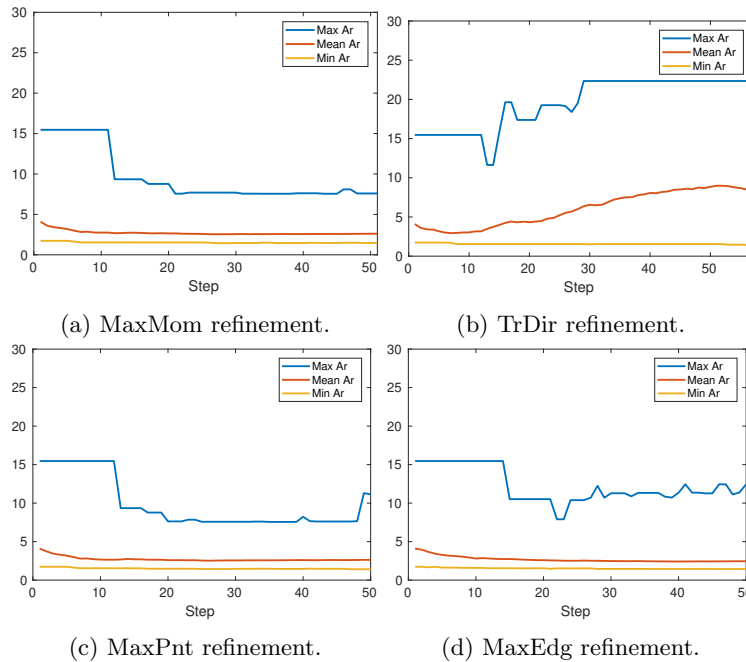 30
25
20
15
10
5
0
0 10 20 30 40 50
Step
Max Ar
Mean Ar
Min Ar
(a) MaxMom refinement.
30
25
20
15
10
5
0
0 10 20 30 40 50
Step
Max Ar
Mean Ar
Min Ar
(b) TrDir refinement.
30
25
20
15
10
5
0
0 10 20 30 40 50
Step
Max Ar
Mean Ar
Min Ar
(c) MaxPnt refinement.
30
25
20
15
10
5
0
0 10 20 30 40 50
Step
Max Ar
Mean Ar
Min Ar
(d) MaxEdg refinement.